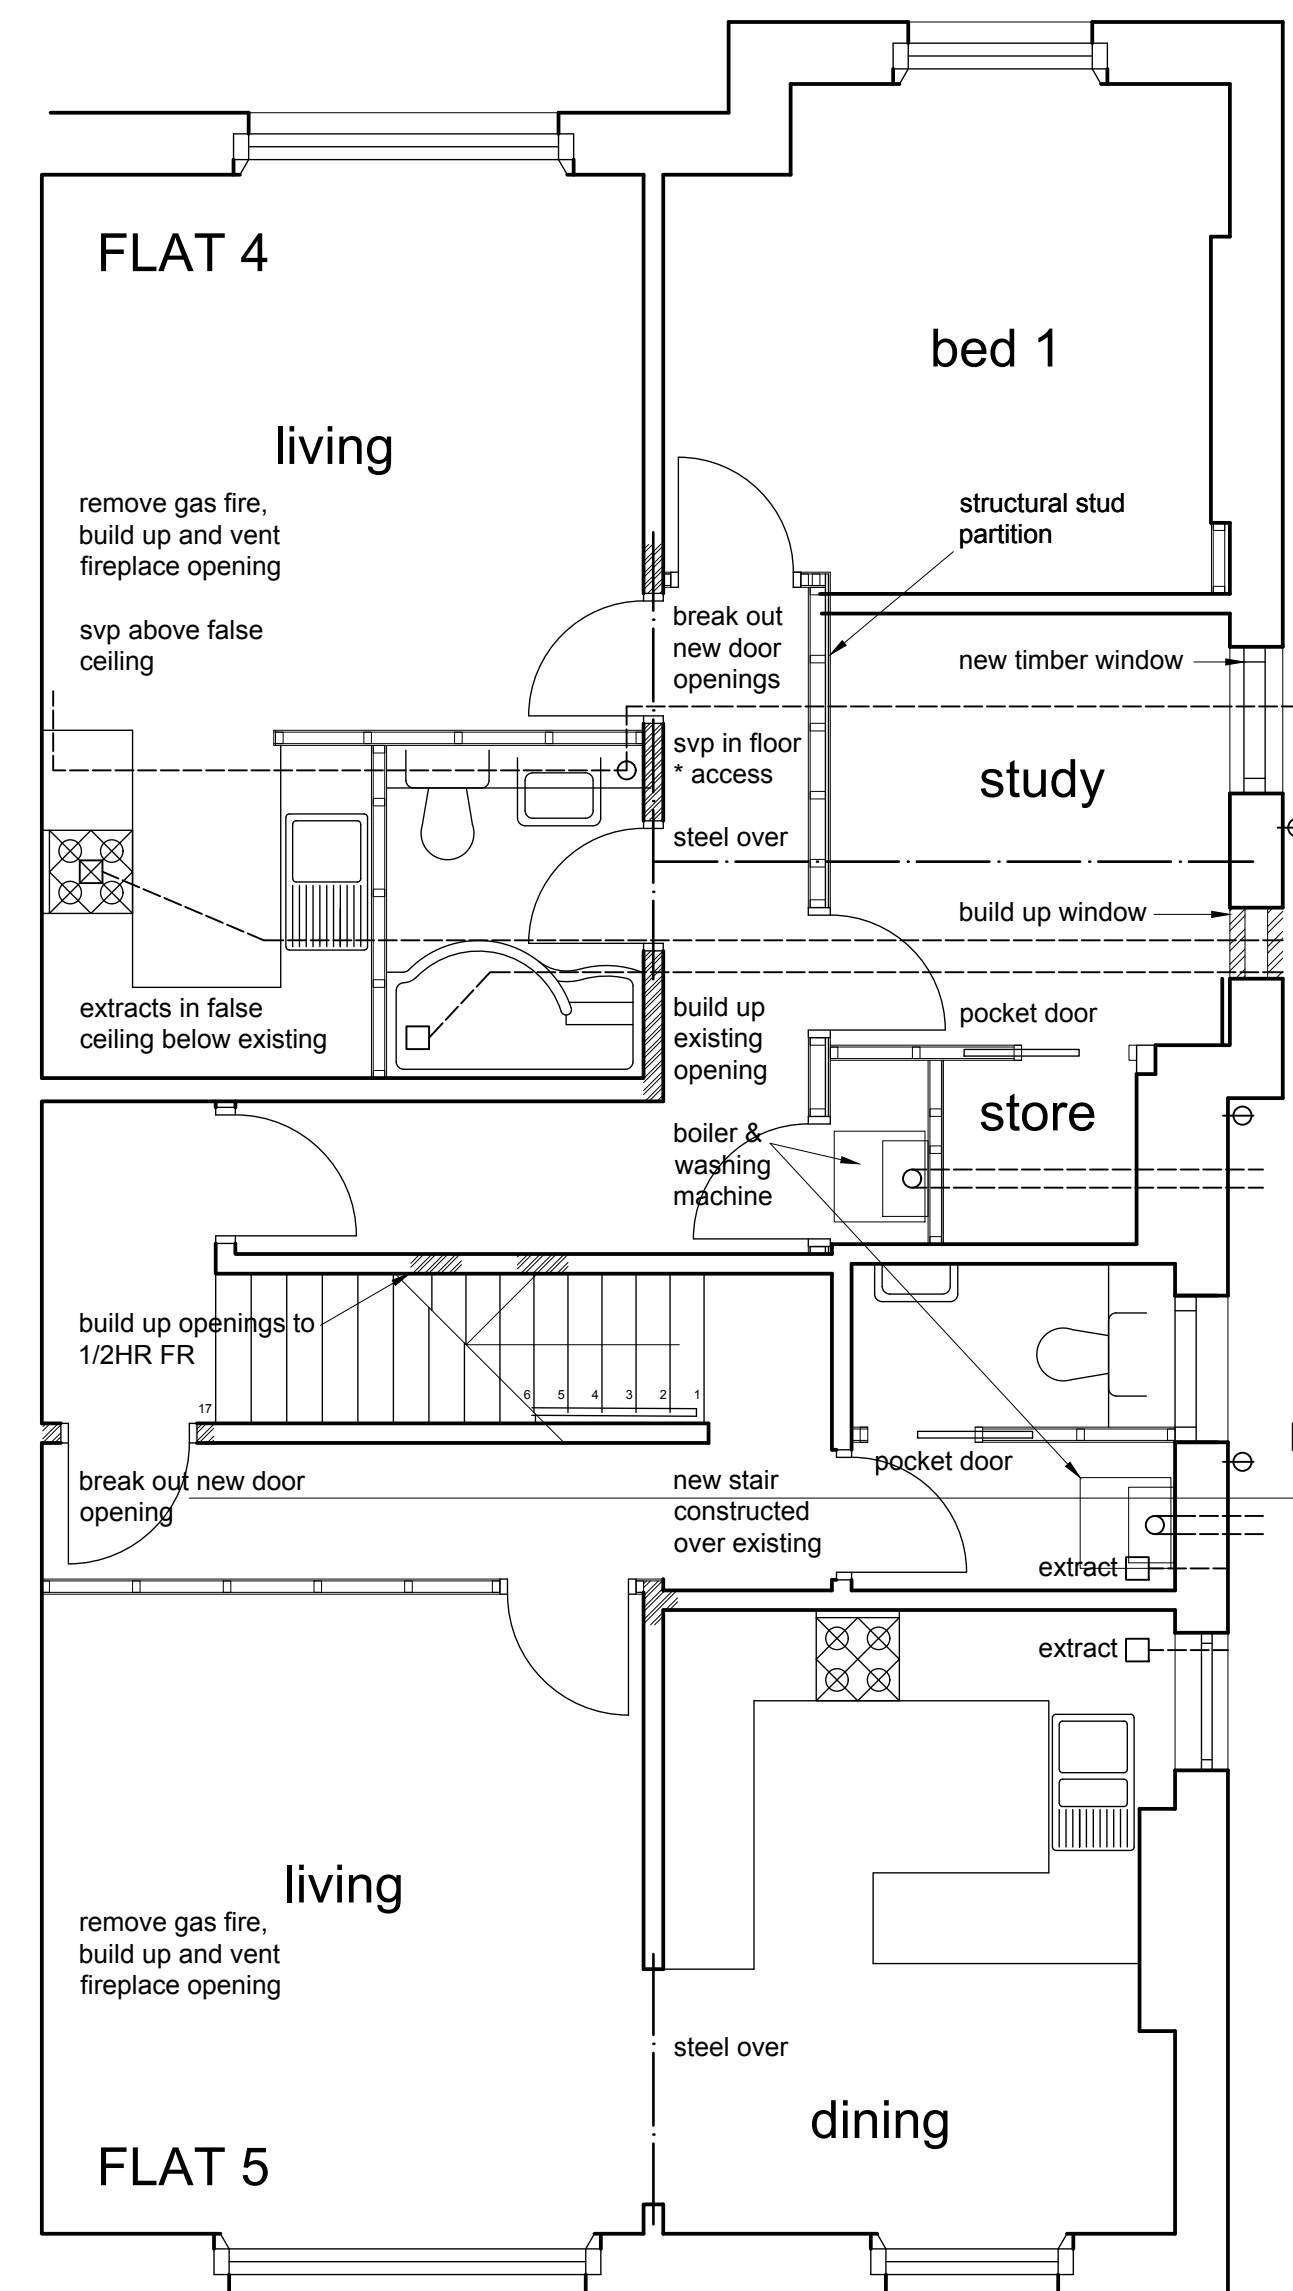 FLAT 4
bed 1
living
remove gas fire,
build up and vent
fireplace opening
structural stud
partition
svp above false
ceiling
break out
new door
openings
new timber window
svp in floor
* access
study
steel over
build up window
extracts in false
ceiling below existing
build up
existing
opening
pocket door
store
boiler &
washing
machine
build up openings to
1/2HR FR
17
6 5 4 3 2 1
pocket door
break out new door
opening
new stair
constructed
over existing
extract
extract
living
remove gas fire,
build up and vent
fireplace opening
steel over
dining
FLAT 5